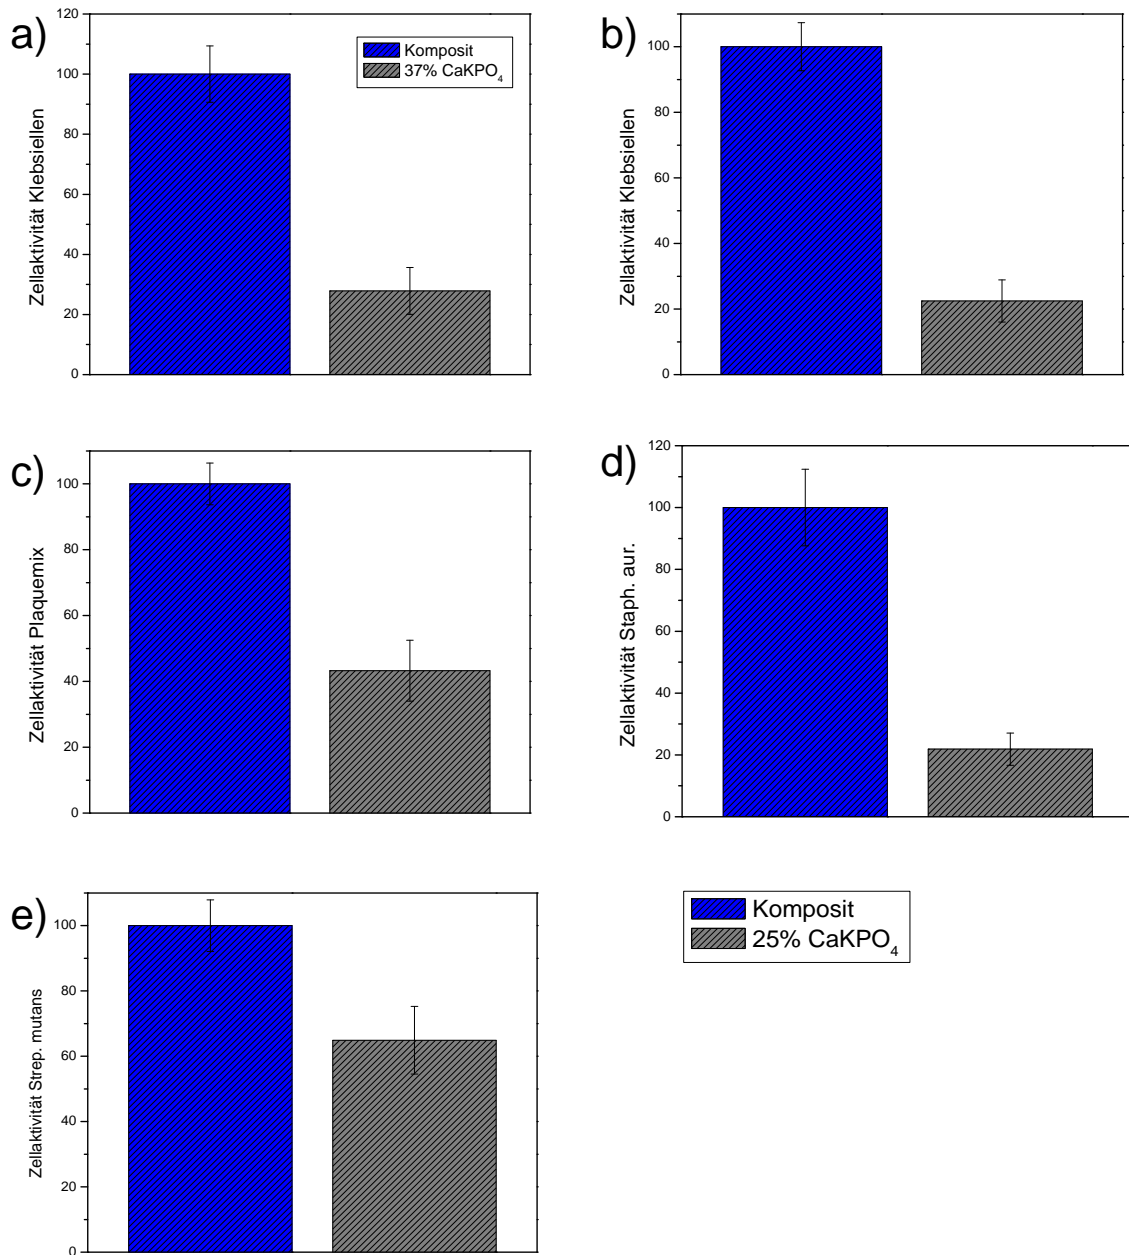 a)
120
100
80
60
40
20
0
Zellaktivität Klebsiellen
Komposit
37% CaKPO₄
b)
100
80
60
40
20
0
Zellaktivität Klebsiellen
c)
100
80
60
40
20
0
Zellaktivität Plaquemix
d)
120
100
80
60
40
20
0
Zellaktivität Staph. aur.
e)
100
80
60
40
20
0
Zellaktivität Strep. mutans
Komposit
25% CaKPO₄